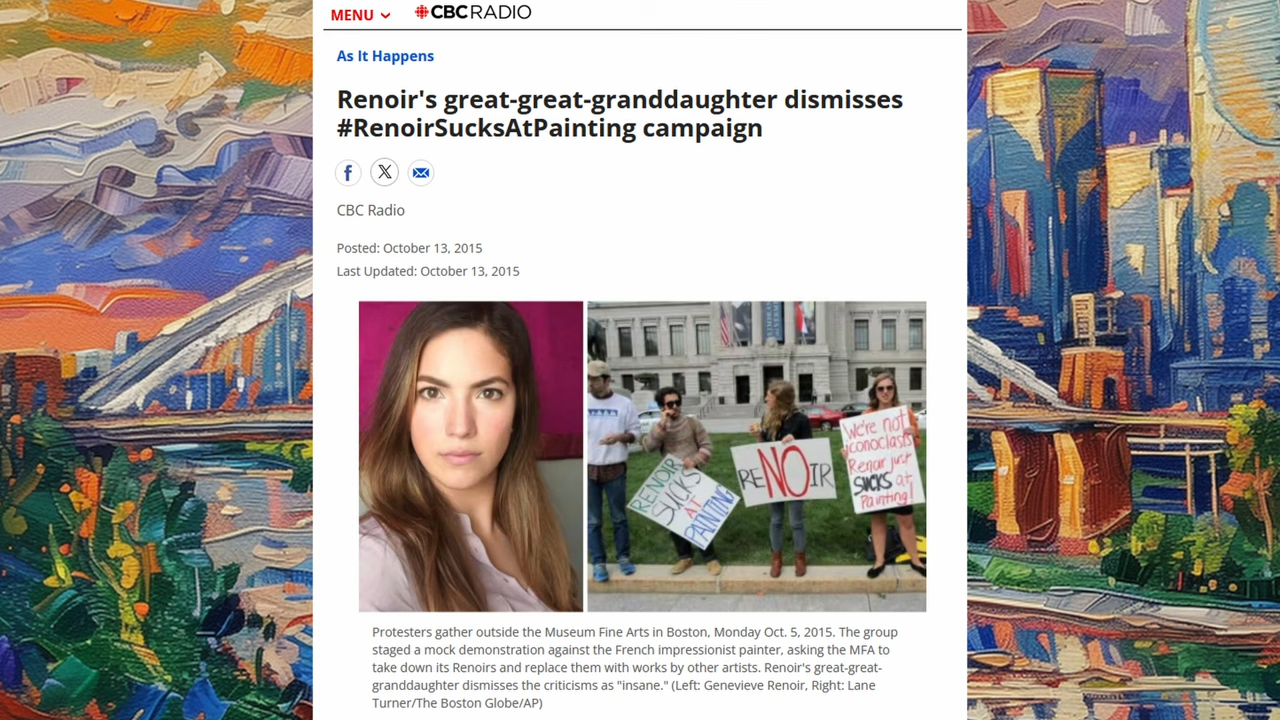 MENU
CBC RADIO
As It Happens
Renoir's great-great-granddaughter dismisses
#RenoirSucksAtPainting campaign
CBC Radio
Posted: October 13, 2015
Last Updated: October 13, 2015
RENOIR
SUCKS
AT
PAINTING
RENOIR
We're not
iconoclasts
Renoir just
SUCKS at
Painting!
Protesters gather outside the Museum Fine Arts in Boston, Monday Oct. 5, 2015. The group
staged a mock demonstration against the French impressionist painter, asking the MFA to
take down its Renoirs and replace them with works by other artists. Renoir's great-great-
granddaughter dismisses the criticisms as "insane." (Left: Genevieve Renoir, Right: Lane
Turner/The Boston Globe/AP)